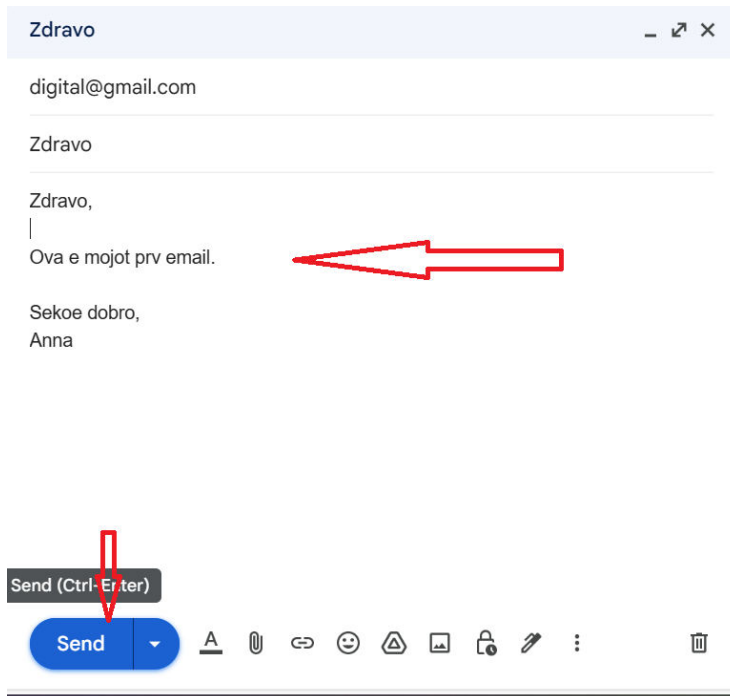 Zdravo
digital@gmail.com
Zdravo
Zdravo,
Ova e mojot prv email.
Sekoe dobro,
Anna
Send (Ctrl-Enter)
Send
A